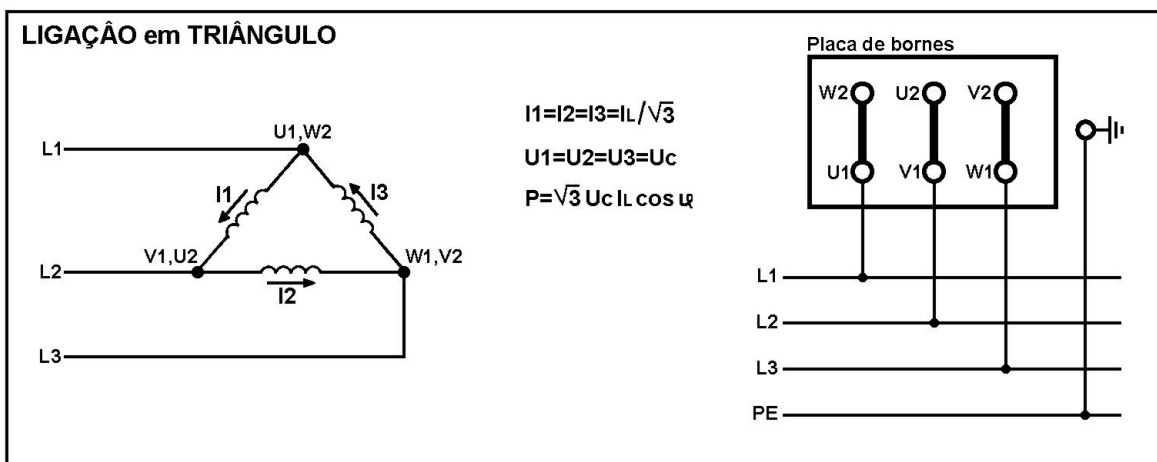 LIGAÇÂO em TRIÂNGULO
L1
U1,W2
I1
I3
L2
V1,U2
W1,V2
I2
L3
I1=I2=I3=IL/√3
U1=U2=U3=Uc
P=√3 Uc IL cos φ
Placa de bornes
W2 U2 V2
U1 V1 W1
L1
L2
L3
PE